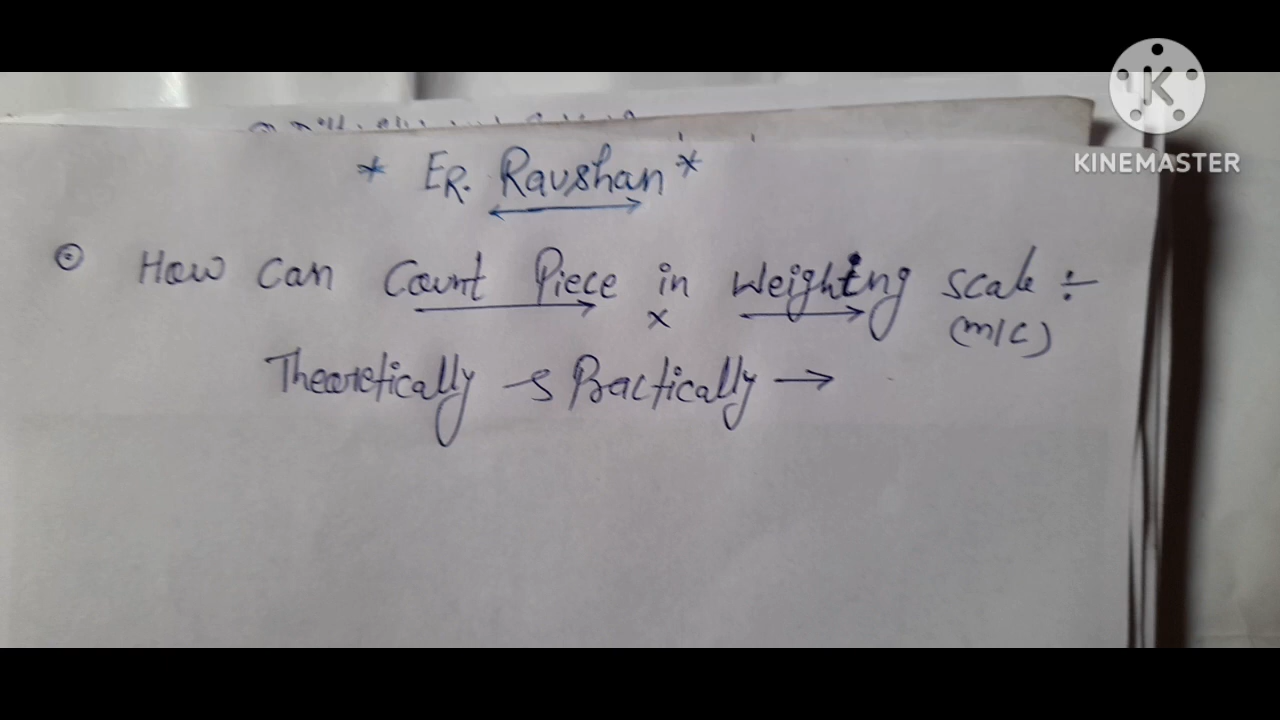 * ER. Raushan *
⊙ How can Count Piece in weighting scale ÷
x
(m/c)
Theoretically → Practically →
KINEMASTER